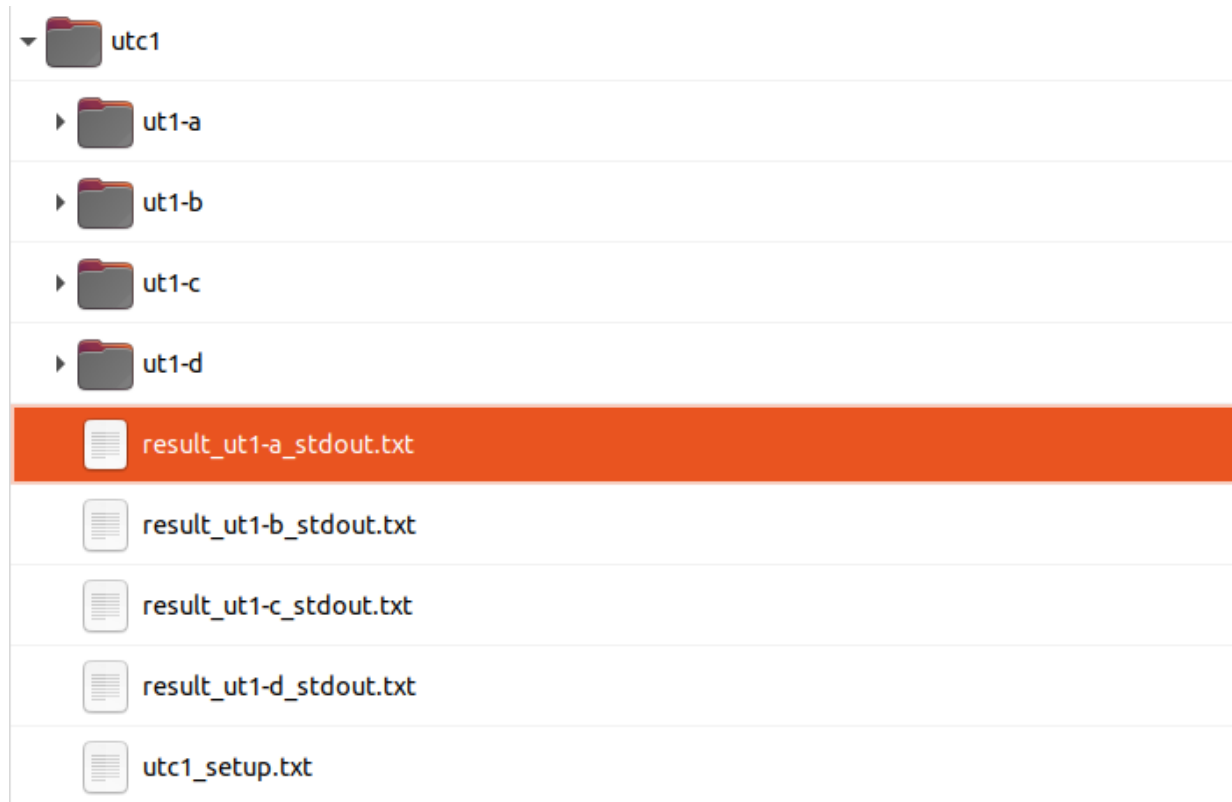 utc1
ut1-a
ut1-b
ut1-c
ut1-d
result_ut1-a_stdout.txt
result_ut1-b_stdout.txt
result_ut1-c_stdout.txt
result_ut1-d_stdout.txt
utc1_setup.txt